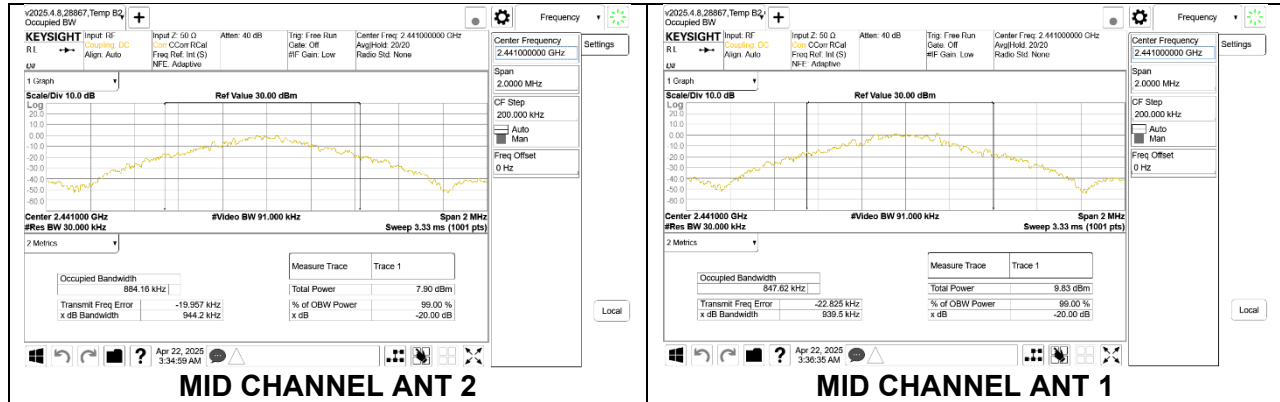 v2025.4.8,28867,Temp B2,
Occupied BW
Frequency
KEYSIGHT
Input: RF
Input Z: 50 Ω
Atten: 40 dB
Trig: Free Run
Center Freq: 2.441000000 GHz
R L
Coupling: DC
Corr CCorr RCal
Gate: Off
Avg|Hold: 20/20
Align: Auto
Freq Ref: Int (S)
#IF Gain: Low
Radio Std: None
NFE: Adaptive
Center Frequency
2.441000000 GHz
Settings
Span
2.0000 MHz
CF Step
200.000 kHz
Auto
Man
Freq Offset
0 Hz
1 Graph
Scale/Div 10.0 dB
Ref Value 30.00 dBm
Log
20.0
10.0
0.00
-10.0
-20.0
-30.0
-40.0
-50.0
-60.0
Center 2.441000 GHz
#Video BW 91.000 kHz
Span 2 MHz
#Res BW 30.000 kHz
Sweep 3.33 ms (1001 pts)
2 Metrics
Measure Trace
Trace 1
Occupied Bandwidth
884.16 kHz
Total Power
7.90 dBm
Transmit Freq Error
-19.957 kHz
% of OBW Power
99.00 %
x dB Bandwidth
944.2 kHz
x dB
-20.00 dB
Local
?
Apr 22, 2025
3:34:59 AM
MID CHANNEL ANT 2
v2025.4.8,28867,Temp B2,
Occupied BW
Frequency
KEYSIGHT
Input: RF
Input Z: 50 Ω
Atten: 40 dB
Trig: Free Run
Center Freq: 2.441000000 GHz
R L
Coupling: DC
Corr CCorr RCal
Gate: Off
Avg|Hold: 20/20
Align: Auto
Freq Ref: Int (S)
#IF Gain: Low
Radio Std: None
NFE: Adaptive
Center Frequency
2.441000000 GHz
Settings
Span
2.0000 MHz
CF Step
200.000 kHz
Auto
Man
Freq Offset
0 Hz
1 Graph
Scale/Div 10.0 dB
Ref Value 30.00 dBm
Log
20.0
10.0
0.00
-10.0
-20.0
-30.0
-40.0
-50.0
-60.0
Center 2.441000 GHz
#Video BW 91.000 kHz
Span 2 MHz
#Res BW 30.000 kHz
Sweep 3.33 ms (1001 pts)
2 Metrics
Measure Trace
Trace 1
Occupied Bandwidth
847.62 kHz
Total Power
9.83 dBm
Transmit Freq Error
-22.825 kHz
% of OBW Power
99.00 %
x dB Bandwidth
939.5 kHz
x dB
-20.00 dB
Local
?
Apr 22, 2025
3:36:35 AM
MID CHANNEL ANT 1